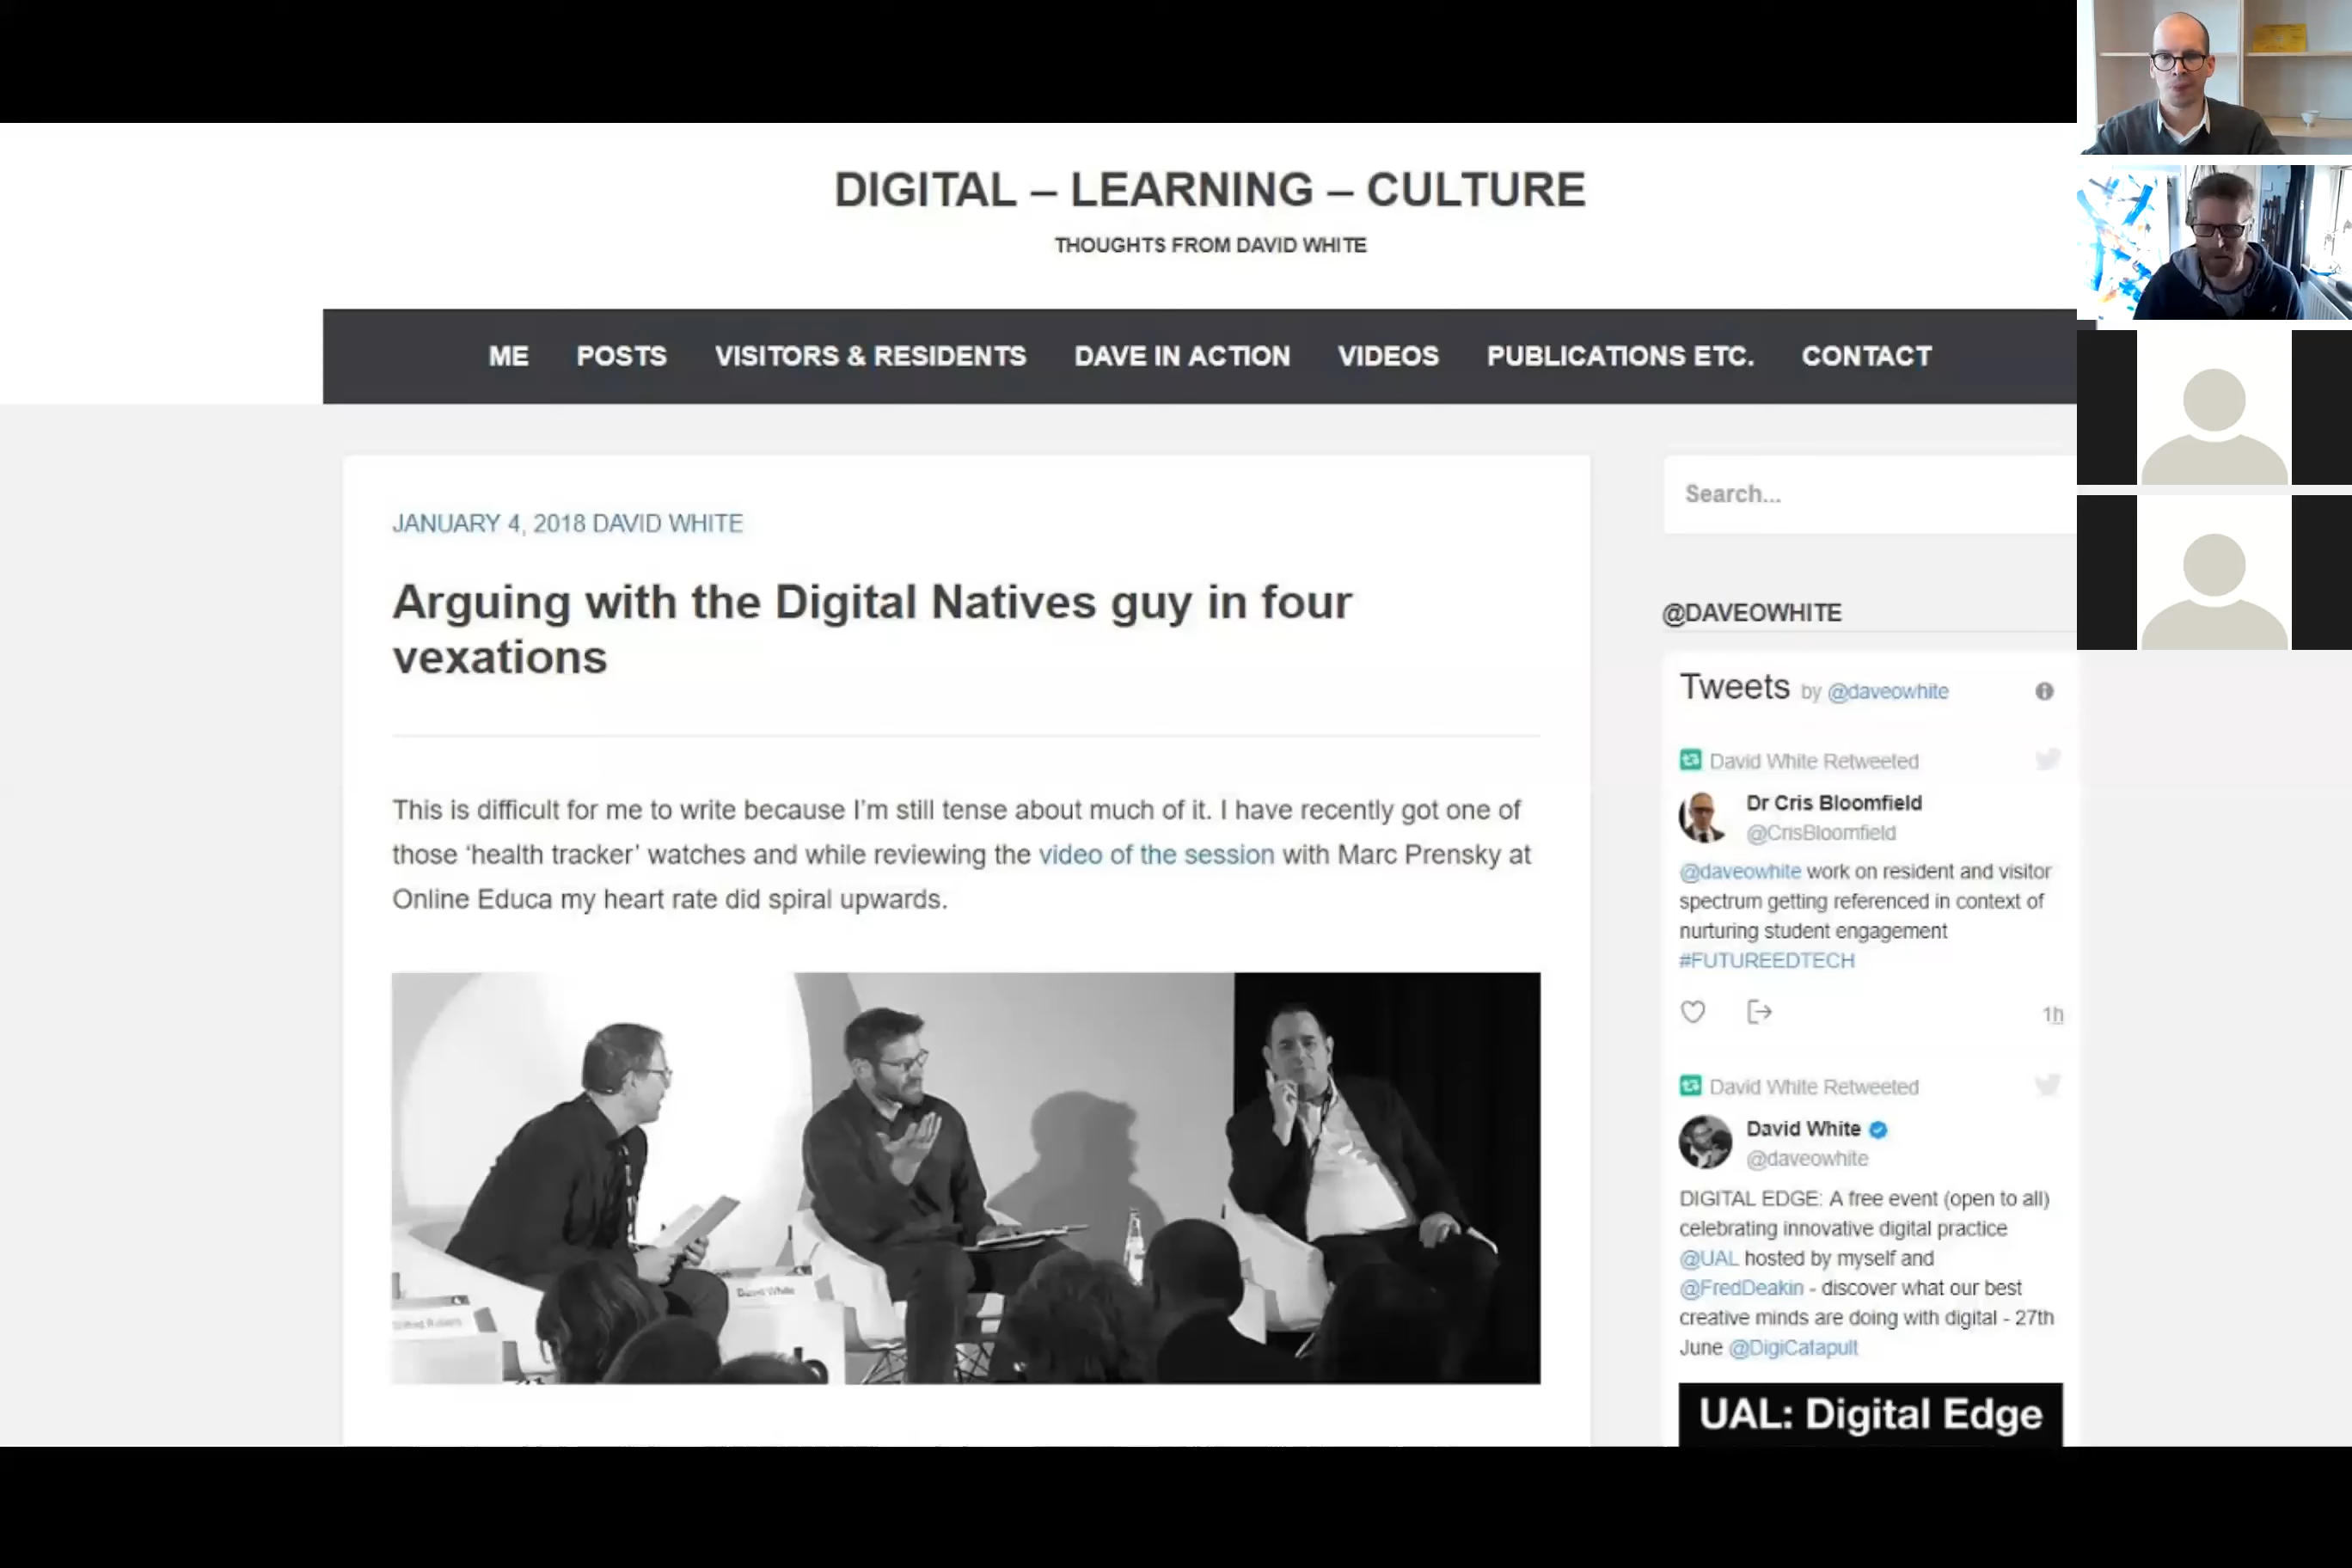 DIGITAL – LEARNING – CULTURE
THOUGHTS FROM DAVID WHITE
ME POSTS VISITORS & RESIDENTS DAVE IN ACTION VIDEOS PUBLICATIONS ETC. CONTACT
JANUARY 4, 2018 DAVID WHITE
Arguing with the Digital Natives guy in four
vexations
This is difficult for me to write because I'm still tense about much of it. I have recently got one of
those ‘health tracker’ watches and while reviewing the video of the session with Marc Prensky at
Online Educa my heart rate did spiral upwards.
David White
Search...
@DAVEOWHITE
Tweets by @daveowhite
David White Retweeted
Dr Cris Bloomfield
@CrisBloomfield
@daveowhite work on resident and visitor
spectrum getting referenced in context of
nurturing student engagement
#FUTUREEDTECH
1h
David White Retweeted
David White
@daveowhite
DIGITAL EDGE: A free event (open to all)
celebrating innovative digital practice
@UAL hosted by myself and
@FredDeakin - discover what our best
creative minds are doing with digital - 27th
June @DigiCatapult
UAL: Digital Edge